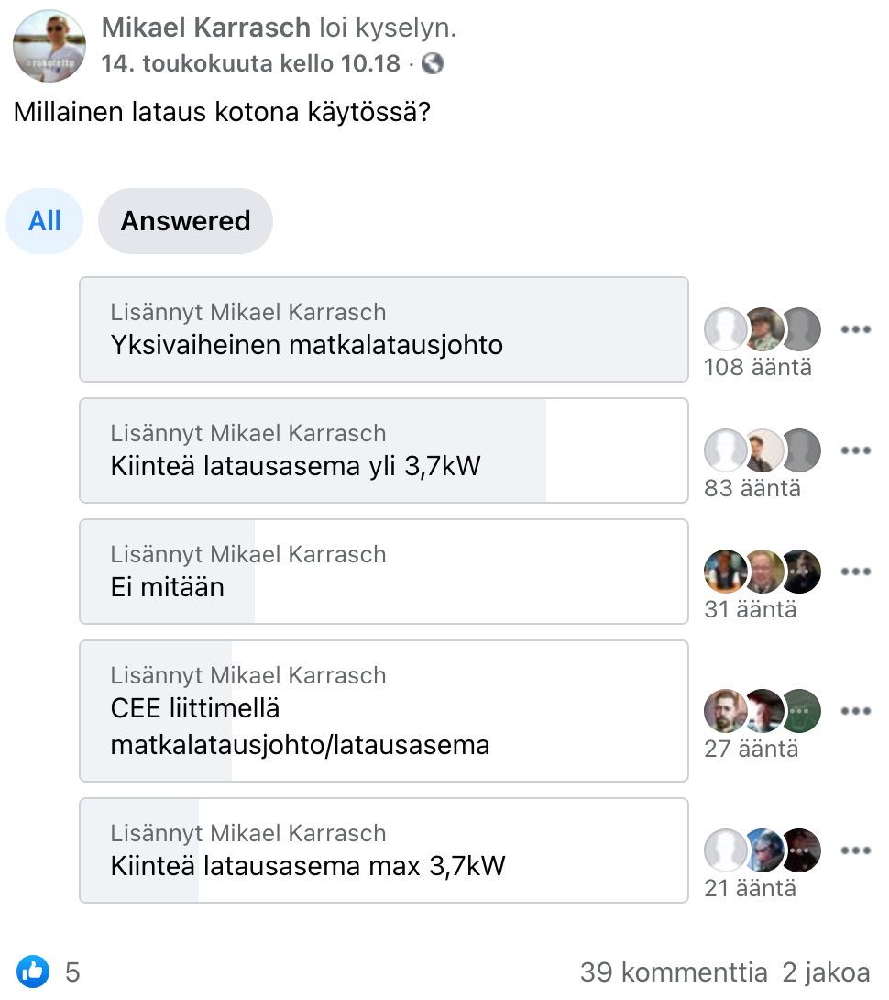 Mikael Karrasch loi kyselyn.
14. toukokuuta kello 10.18 ·
Millainen lataus kotona käytössä?
All
Answered
Lisännyt Mikael Karrasch
Yksivaiheinen matkalatausjohto
108 ääntä
Lisännyt Mikael Karrasch
Kiinteä latausasema yli 3,7kW
83 ääntä
Lisännyt Mikael Karrasch
Ei mitään
31 ääntä
Lisännyt Mikael Karrasch
CEE liittimellä
matkalatausjohto/latausasema
27 ääntä
Lisännyt Mikael Karrasch
Kiinteä latausasema max 3,7kW
21 ääntä
5
39 kommenttia 2 jakoa